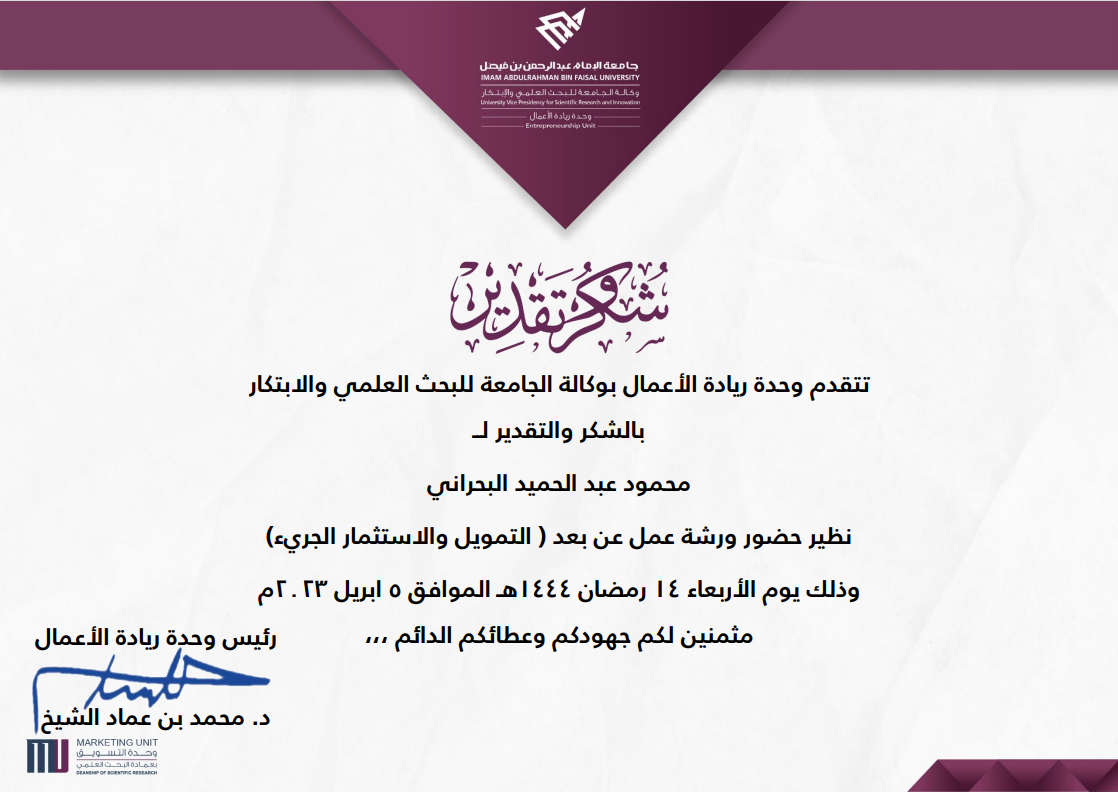 جامعة الإمام عبدالرحمن بن فيصل
IMAM ABDULRAHMAN BIN FAISAL UNIVERSITY
وكالة الجامعة للبحث العلمي والابتكار
University Vice Presidency for Scientific Research and Innovation
وحدة ريادة الأعمال
Entrepreneurship Unit
شكر وتقدير
تتقدم وحدة ريادة الأعمال بوكالة الجامعة للبحث العلمي والابتكار
بالشكر والتقدير لـ
محمود عبد الحميد البحراني
نظير حضور ورشة عمل عن بعد ( التمويل والاستثمار الجريء)
وذلك يوم الأربعاء ١٤ رمضان ١٤٤٤هـ الموافق ٥ ابريل ٢٠٢٣م
مثمنين لكم جهودكم وعطائكم الدائم ،،،
رئيس وحدة ريادة الأعمال
د. محمد بن عماد الشيخ
MARKETING UNIT
وحدة التسويق
بعمادة البحث العلمي
DEANSHIP OF SCIENTIFIC RESEARCH